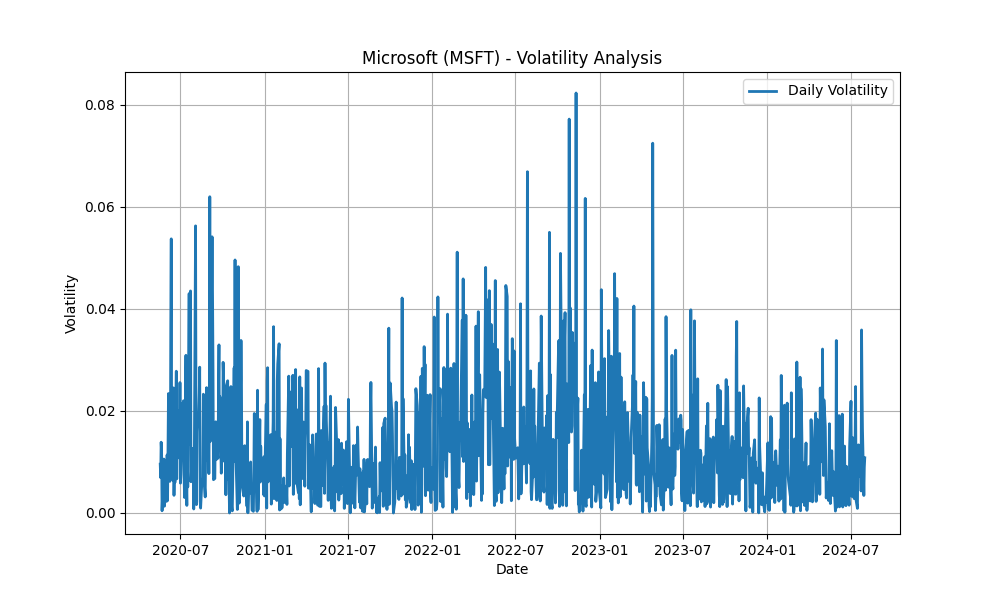 Microsoft (MSFT) - Volatility Analysis
Daily Volatility
0.08
0.06
0.04
0.02
0.00
Volatility
2020-07 2021-01 2021-07 2022-01 2022-07 2023-01 2023-07 2024-01 2024-07
Date